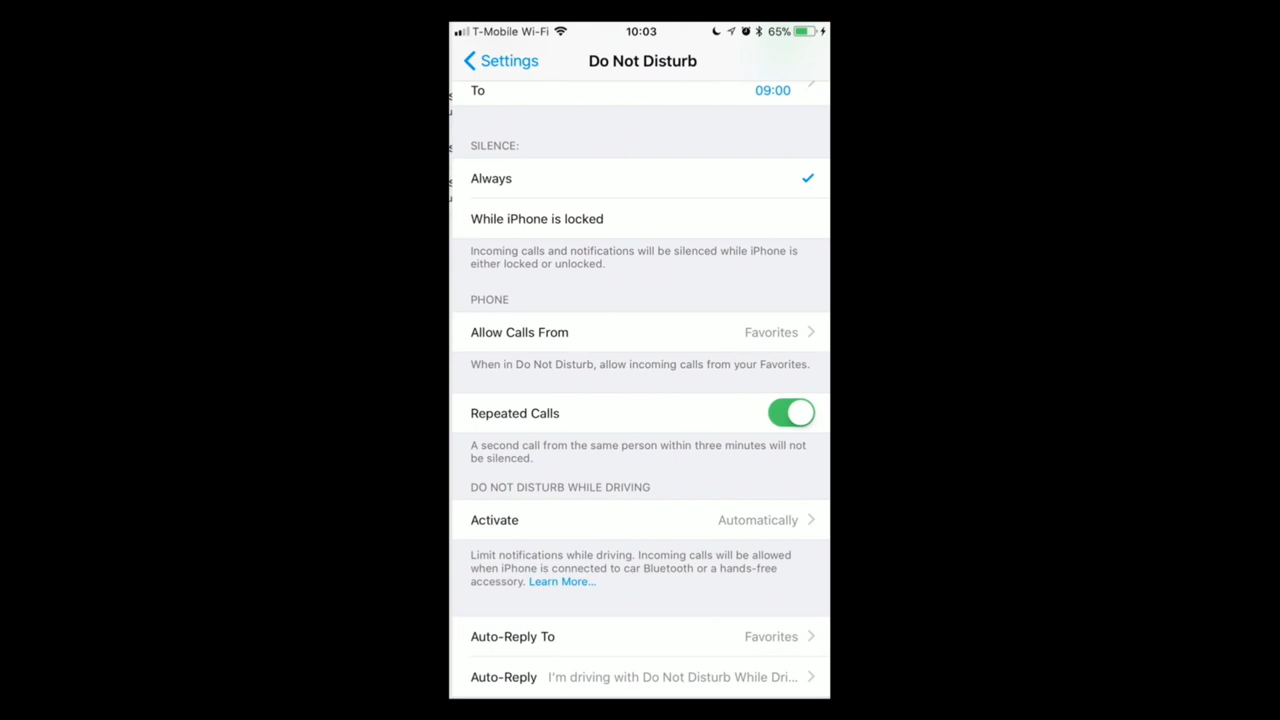 T-Mobile Wi-Fi 10:03 65%
Settings Do Not Disturb
To 09:00
SILENCE:
Always
While iPhone is locked
Incoming calls and notifications will be silenced while iPhone is
either locked or unlocked.
PHONE
Allow Calls From Favorites
When in Do Not Disturb, allow incoming calls from your Favorites.
Repeated Calls
A second call from the same person within three minutes will not
be silenced.
DO NOT DISTURB WHILE DRIVING
Activate Automatically
Limit notifications while driving. Incoming calls will be allowed
when iPhone is connected to car Bluetooth or a hands-free
accessory. Learn More...
Auto-Reply To Favorites
Auto-Reply I'm driving with Do Not Disturb While Dri...